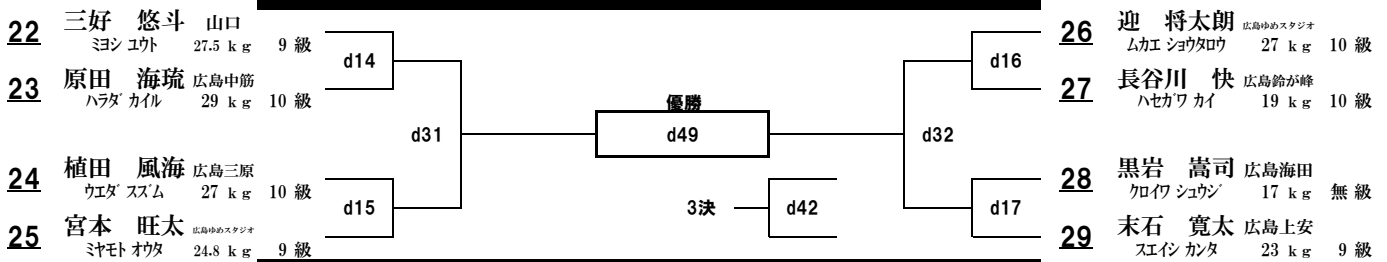 22 三好 悠斗 山口
ミヨシ ユウト 27.5 kg 9 級
23 原田 海琉 広島中筋
ハラダ カイル 29 kg 10 級
24 植田 風海 広島三原
ウエダ スズム 27 kg 10 級
25 宮本 旺太 広島ゆめスタジオ
ミヤモト オウタ 24.8 kg 9 級
d14
d15
d31
優勝
d49
3決
d42
d32
d16
d17
26 迎 将太朗 広島ゆめスタジオ
ムカエ ショウタロウ 27 kg 10 級
27 長谷川 快 広島鈴が峰
ハセガワ カイ 19 kg 10 級
28 黒岩 嵩司 広島海田
クロイワ シュウジ 17 kg 無 級
29 末石 寛太 広島上安
スエイシ カンタ 23 kg 9 級